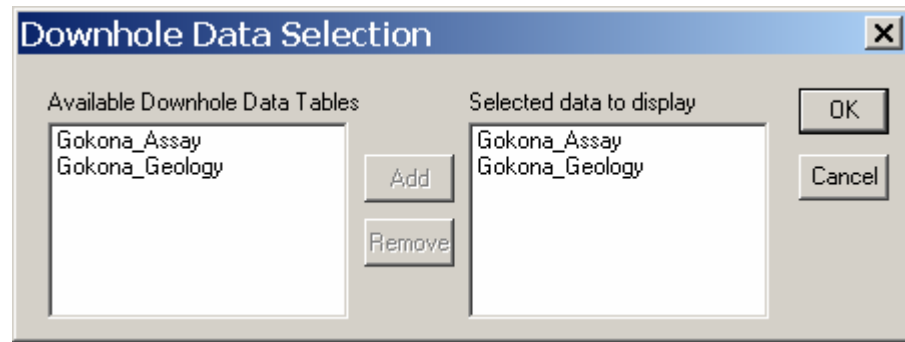 Downhole Data Selection
Available Downhole Data Tables
Gokona_Assay
Gokona_Geology
Add
Remove
Selected data to display
Gokona_Assay
Gokona_Geology
OK
Cancel